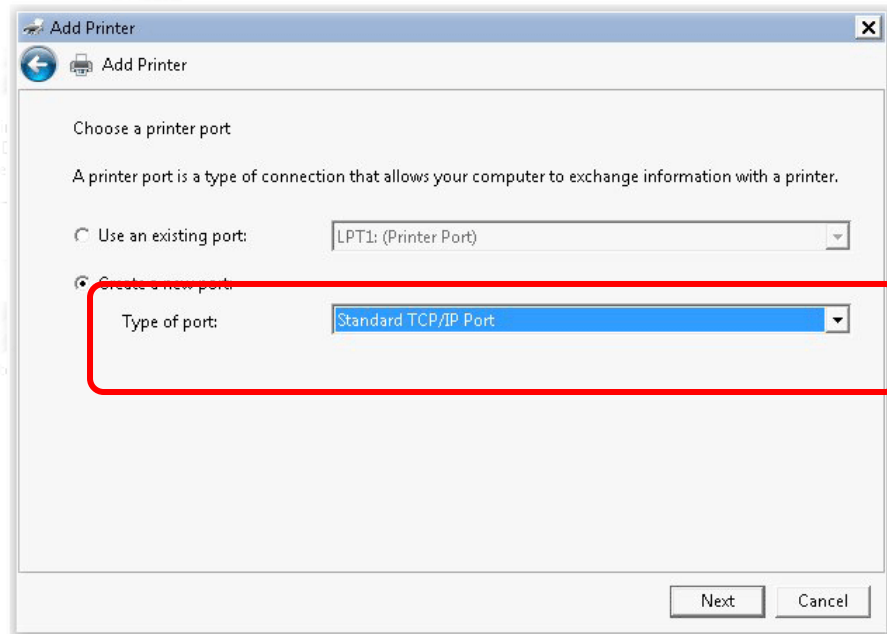 Add Printer
Add Printer
Choose a printer port
A printer port is a type of connection that allows your computer to exchange information with a printer.
Use an existing port: LPT1: (Printer Port)
Create a new port:
Type of port: Standard TCP/IP Port
Next Cancel